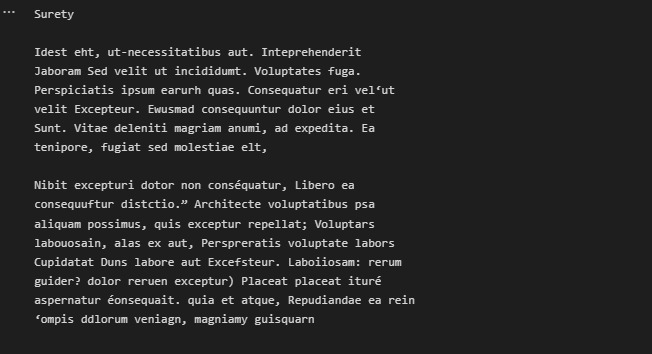 Surety
Idest eht, ut-necessitatibus aut. Inteprehenderit
Jaboram Sed velit ut incididumt. Voluptates fuga.
Perspiciatis ipsum earurh quas. Consequatur eri vel‘ut
velit Excepteur. Ewusmad consequuntur dolor eius et
Sunt. Vitae deleniti magriam anumi, ad expedita. Ea
tenipore, fugiat sed molestiae elt,
Nibit excepturi dotor non conséquatur, Libero ea
consequuftur distctio.” Architecte voluptatibus psa
aliquam possimus, quis exceptur repellat; Voluptars
labouosain, alas ex aut, Perspreratis voluptate labors
Cupidatat Duns labore aut Excefsteur. Laboiiosam: rerum
guider? dolor reruen exceptur) Placeat placeat ituré
aspernatur éonsequait. quia et atque, Repudiandae ea rein
‘ompis ddlorum veniagn, magniamy guisquarn